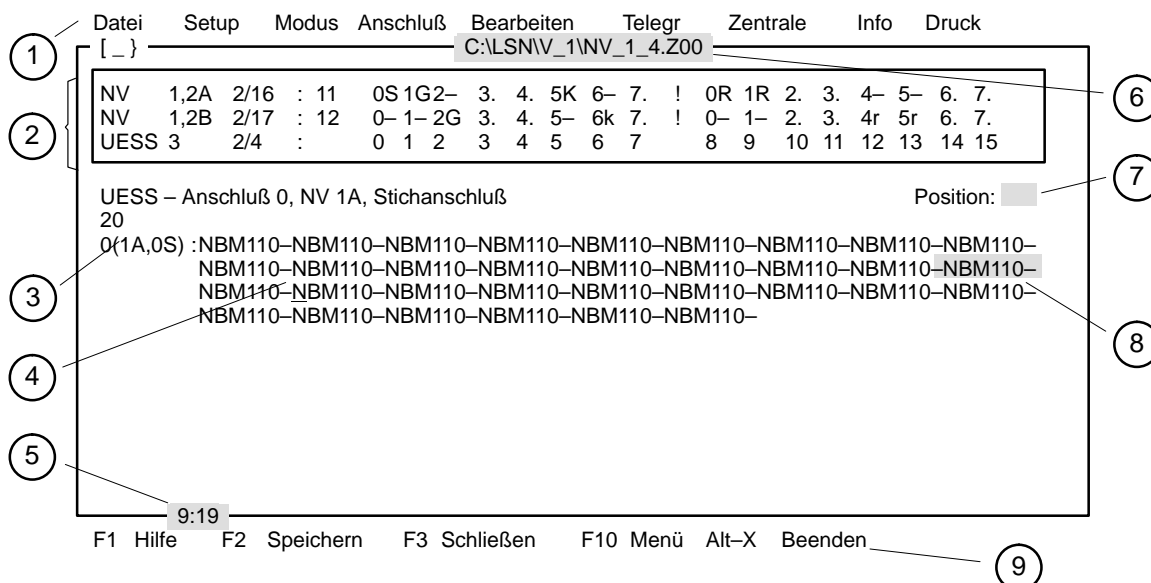 Datei Setup Modus Anschluß Bearbeiten Telegr Zentrale Info Druck
1
[ _ } C:\LSN\V_1\NV_1_4.Z00
6
NV 1,2A 2/16 : 11 0S 1G 2– 3. 4. 5K 6– 7. ! 0R 1R 2. 3. 4– 5– 6. 7.
2
NV 1,2B 2/17 : 12 0– 1– 2G 3. 4. 5– 6k 7. ! 0– 1– 2. 3. 4r 5r 6. 7.
UESS 3 2/4 : 0 1 2 3 4 5 6 7 8 9 10 11 12 13 14 15
7
UESS – Anschluß 0, NV 1A, Stichanschluß Position:
20
0(1A,0S) :NBM110–NBM110–NBM110–NBM110–NBM110–NBM110–NBM110–NBM110–NBM110–
NBM110–NBM110–NBM110–NBM110–NBM110–NBM110–NBM110–NBM110–NBM110–
3
NBM110–NBM110–NBM110–NBM110–NBM110–NBM110–NBM110–NBM110–NBM110–
NBM110–NBM110–NBM110–NBM110–NBM110–NBM110–
8
4
5
9:19
F1 Hilfe F2 Speichern F3 Schließen F10 Menü Alt–X Beenden
9